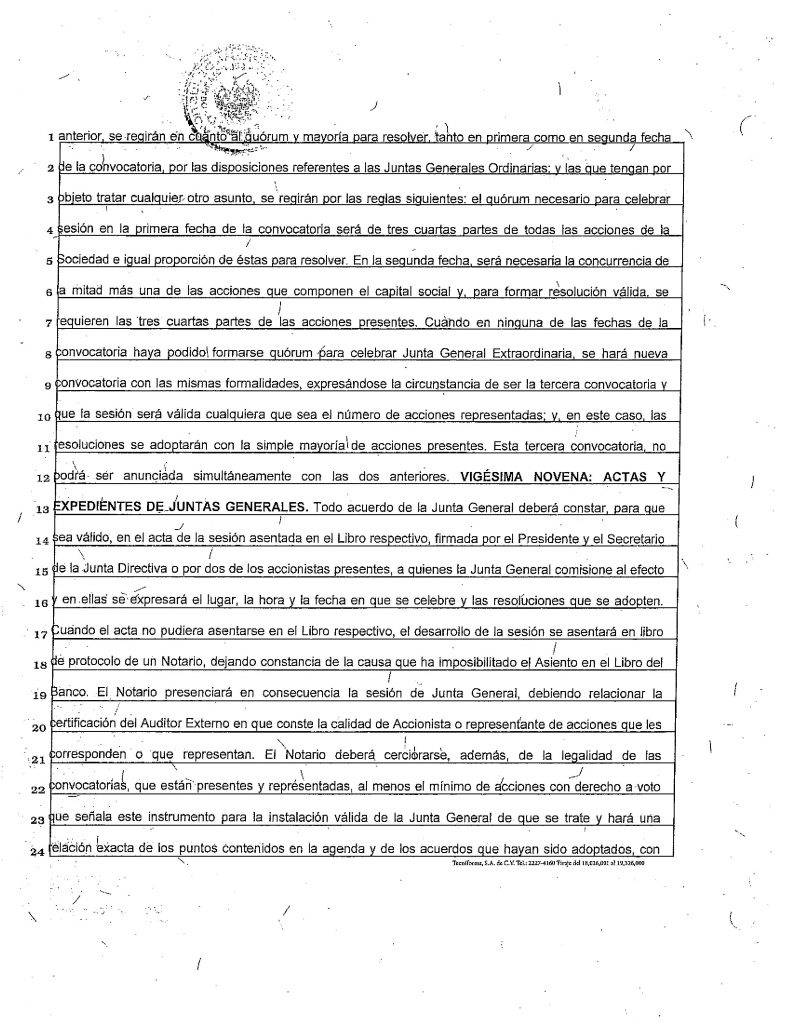 1 anterior, se regirán en cuanto al quórum y mayoría para resolver, tanto en primera como en segunda fecha
2 de la convocatoria, por las disposiciones referentes a las Juntas Generales Ordinarias; y las que tengan por
3 objeto tratar cualquier otro asunto, se regirán por las reglas siguientes: el quórum necesario para celebrar
4 sesión en la primera fecha de la convocatoria será de tres cuartas partes de todas las acciones de la
5 Sociedad e igual proporción de éstas para resolver. En la segunda fecha, será necesaria la concurrencia de
6 la mitad más una de las acciones que componen el capital social y, para formar resolución válida, se
7 requieren las tres cuartas partes de las acciones presentes. Cuando en ninguna de las fechas de la
8 convocatoria haya podido formarse quórum para celebrar Junta General Extraordinaria, se hará nueva
9 convocatoria con las mismas formalidades, expresándose la circunstancia de ser la tercera convocatoria y
10 que la sesión será válida cualquiera que sea el número de acciones representadas; y, en este caso, las
11 resoluciones se adoptarán con la simple mayoría de acciones presentes. Esta tercera convocatoria, no
12 podrá ser anunciada simultáneamente con las dos anteriores. VIGÉSIMA NOVENA: ACTAS Y
13 EXPEDIENTES DE JUNTAS GENERALES. Todo acuerdo de la Junta General deberá constar, para que
14 sea válido, en el acta de la sesión asentada en el Libro respectivo, firmada por el Presidente y el Secretario
15 de la Junta Directiva o por dos de los accionistas presentes, a quienes la Junta General comisione al efecto
16 y en ellas se expresará el lugar, la hora y la fecha en que se celebre y las resoluciones que se adopten.
17 Cuando el acta no pudiera asentarse en el Libro respectivo, el desarrollo de la sesión se asentará en libro
18 de protocolo de un Notario, dejando constancia de la causa que ha imposibilitado el Asiento en el Libro del
19 Banco. El Notario presenciará en consecuencia la sesión de Junta General, debiendo relacionar la
20 certificación del Auditor Externo en que conste la calidad de Accionista o representante de acciones que les
21 corresponden o que representan. El Notario deberá cerciorarse, además, de la legalidad de las
22 convocatorias, que están presentes y representadas, al menos el mínimo de acciones con derecho a voto
23 que señala este instrumento para la instalación válida de la Junta General de que se trate y hará una
24 relación exacta de los puntos contenidos en la agenda y de los acuerdos que hayan sido adoptados, con
Tecniforma, S.A. de C.V. Tel.: 2227-4160 Tiraje del 18,026,001 al 19,326,000